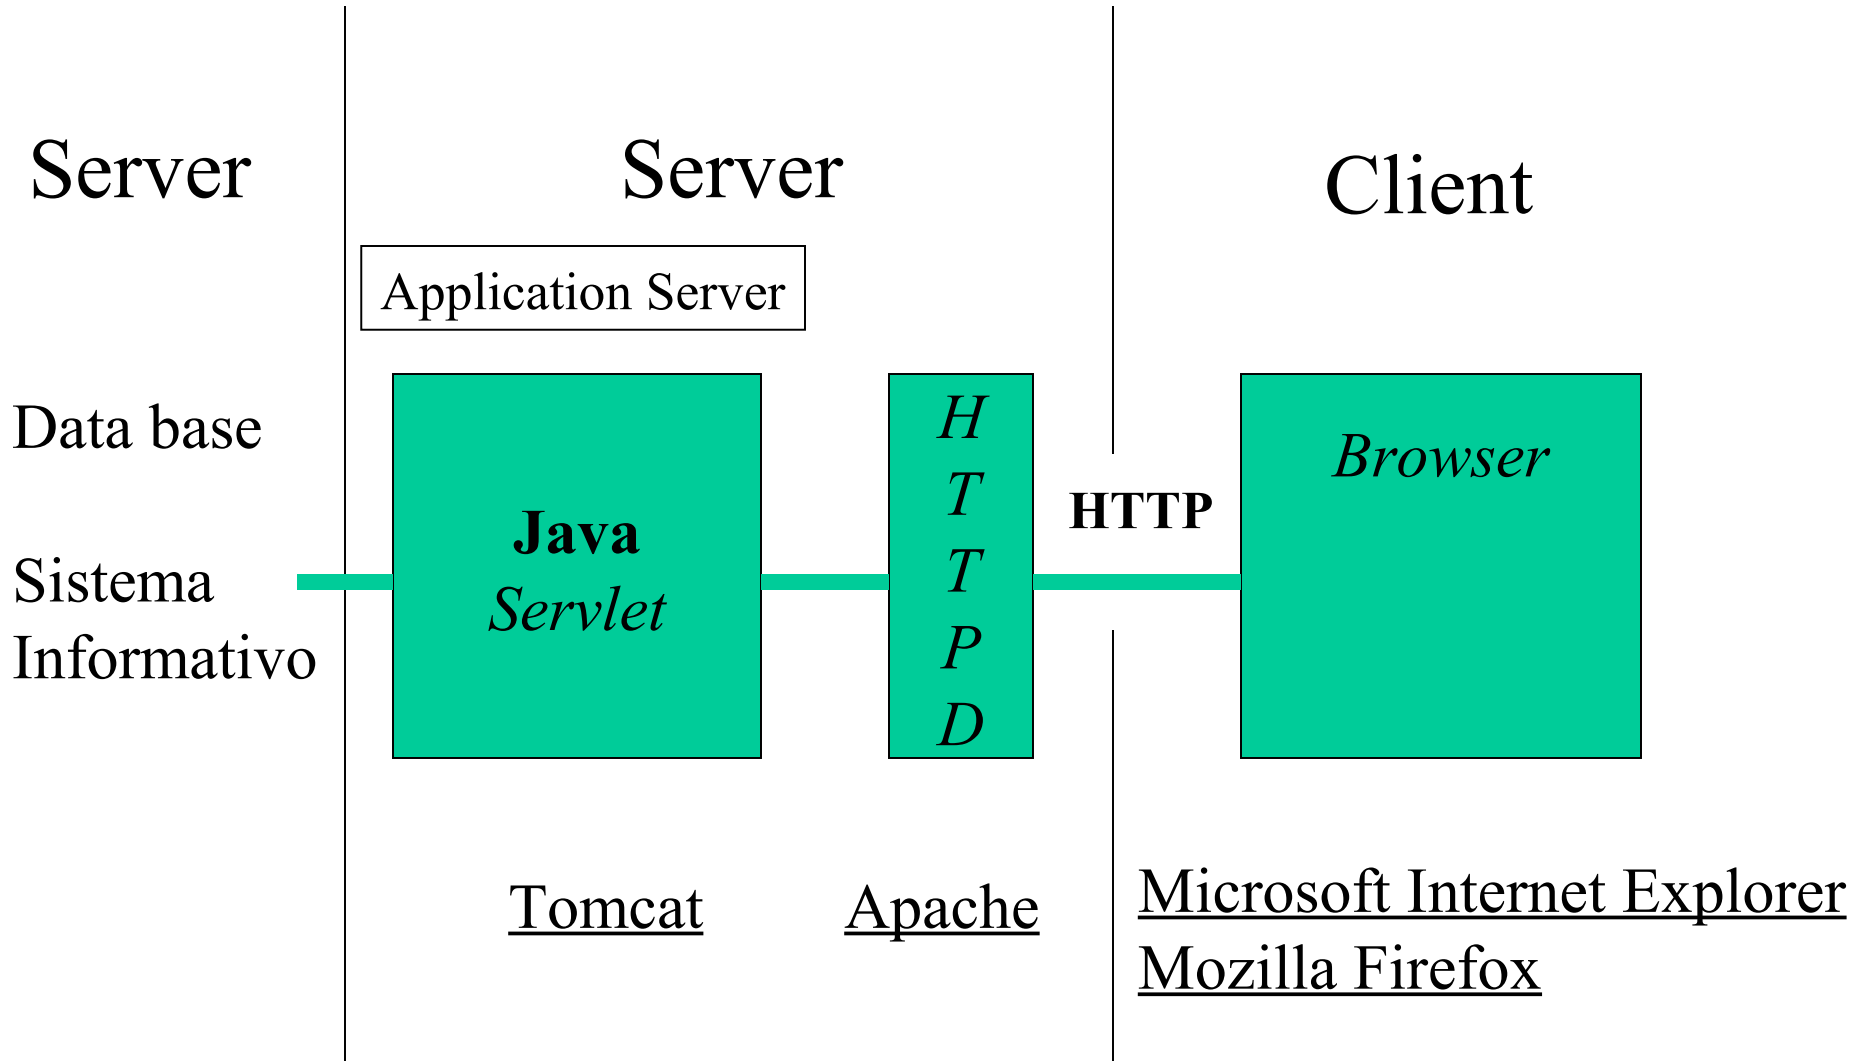 Server
Data base
Sistema
Informativo
Server
Application Server
Java
Servlet
H
T
T
P
D
Tomcat
Apache
HTTP
Client
Browser
Microsoft Internet Explorer
Mozilla Firefox